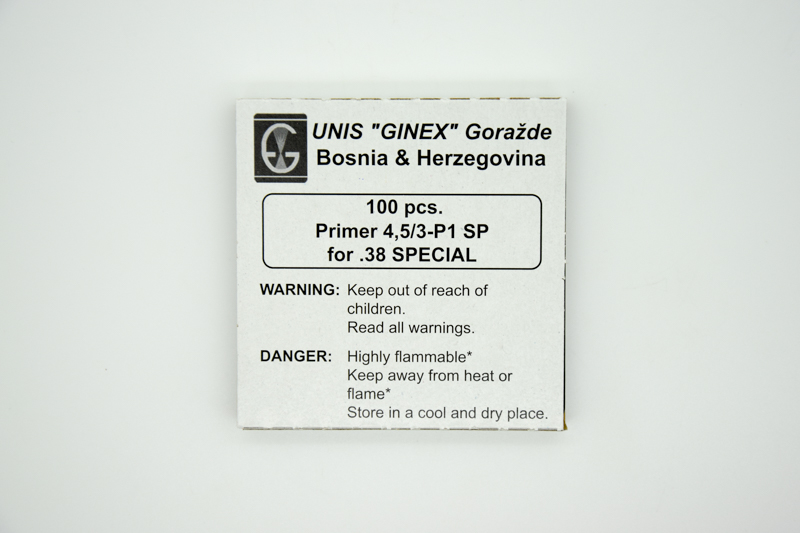 UNIS "GINEX" Goražde
Bosnia & Herzegovina
100 pcs.
Primer 4,5/3-P1 SP
for .38 SPECIAL
WARNING: Keep out of reach of
children.
Read all warnings.
DANGER: Highly flammable*
Keep away from heat or
flame*
Store in a cool and dry place.